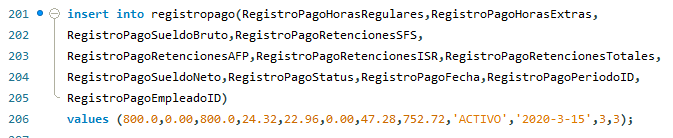 201 insert into registropago(RegistroPagoHorasRegulares,RegistroPagoHorasExtras,
202 RegistroPagoSueldoBruto,RegistroPagoRetencionesSFS,
203 RegistroPagoRetencionesAFP,RegistroPagoRetencionesISR,RegistroPagoRetencionesTotales,
204 RegistroPagoSueldoNeto,RegistroPagoStatus,RegistroPagoFecha,RegistroPagoPeriodoID,
205 RegistroPagoEmpleadoID)
206 values (800.0,0.00,800.0,24.32,22.96,0.00,47.28,752.72,'ACTIVO','2020-3-15',3,3);